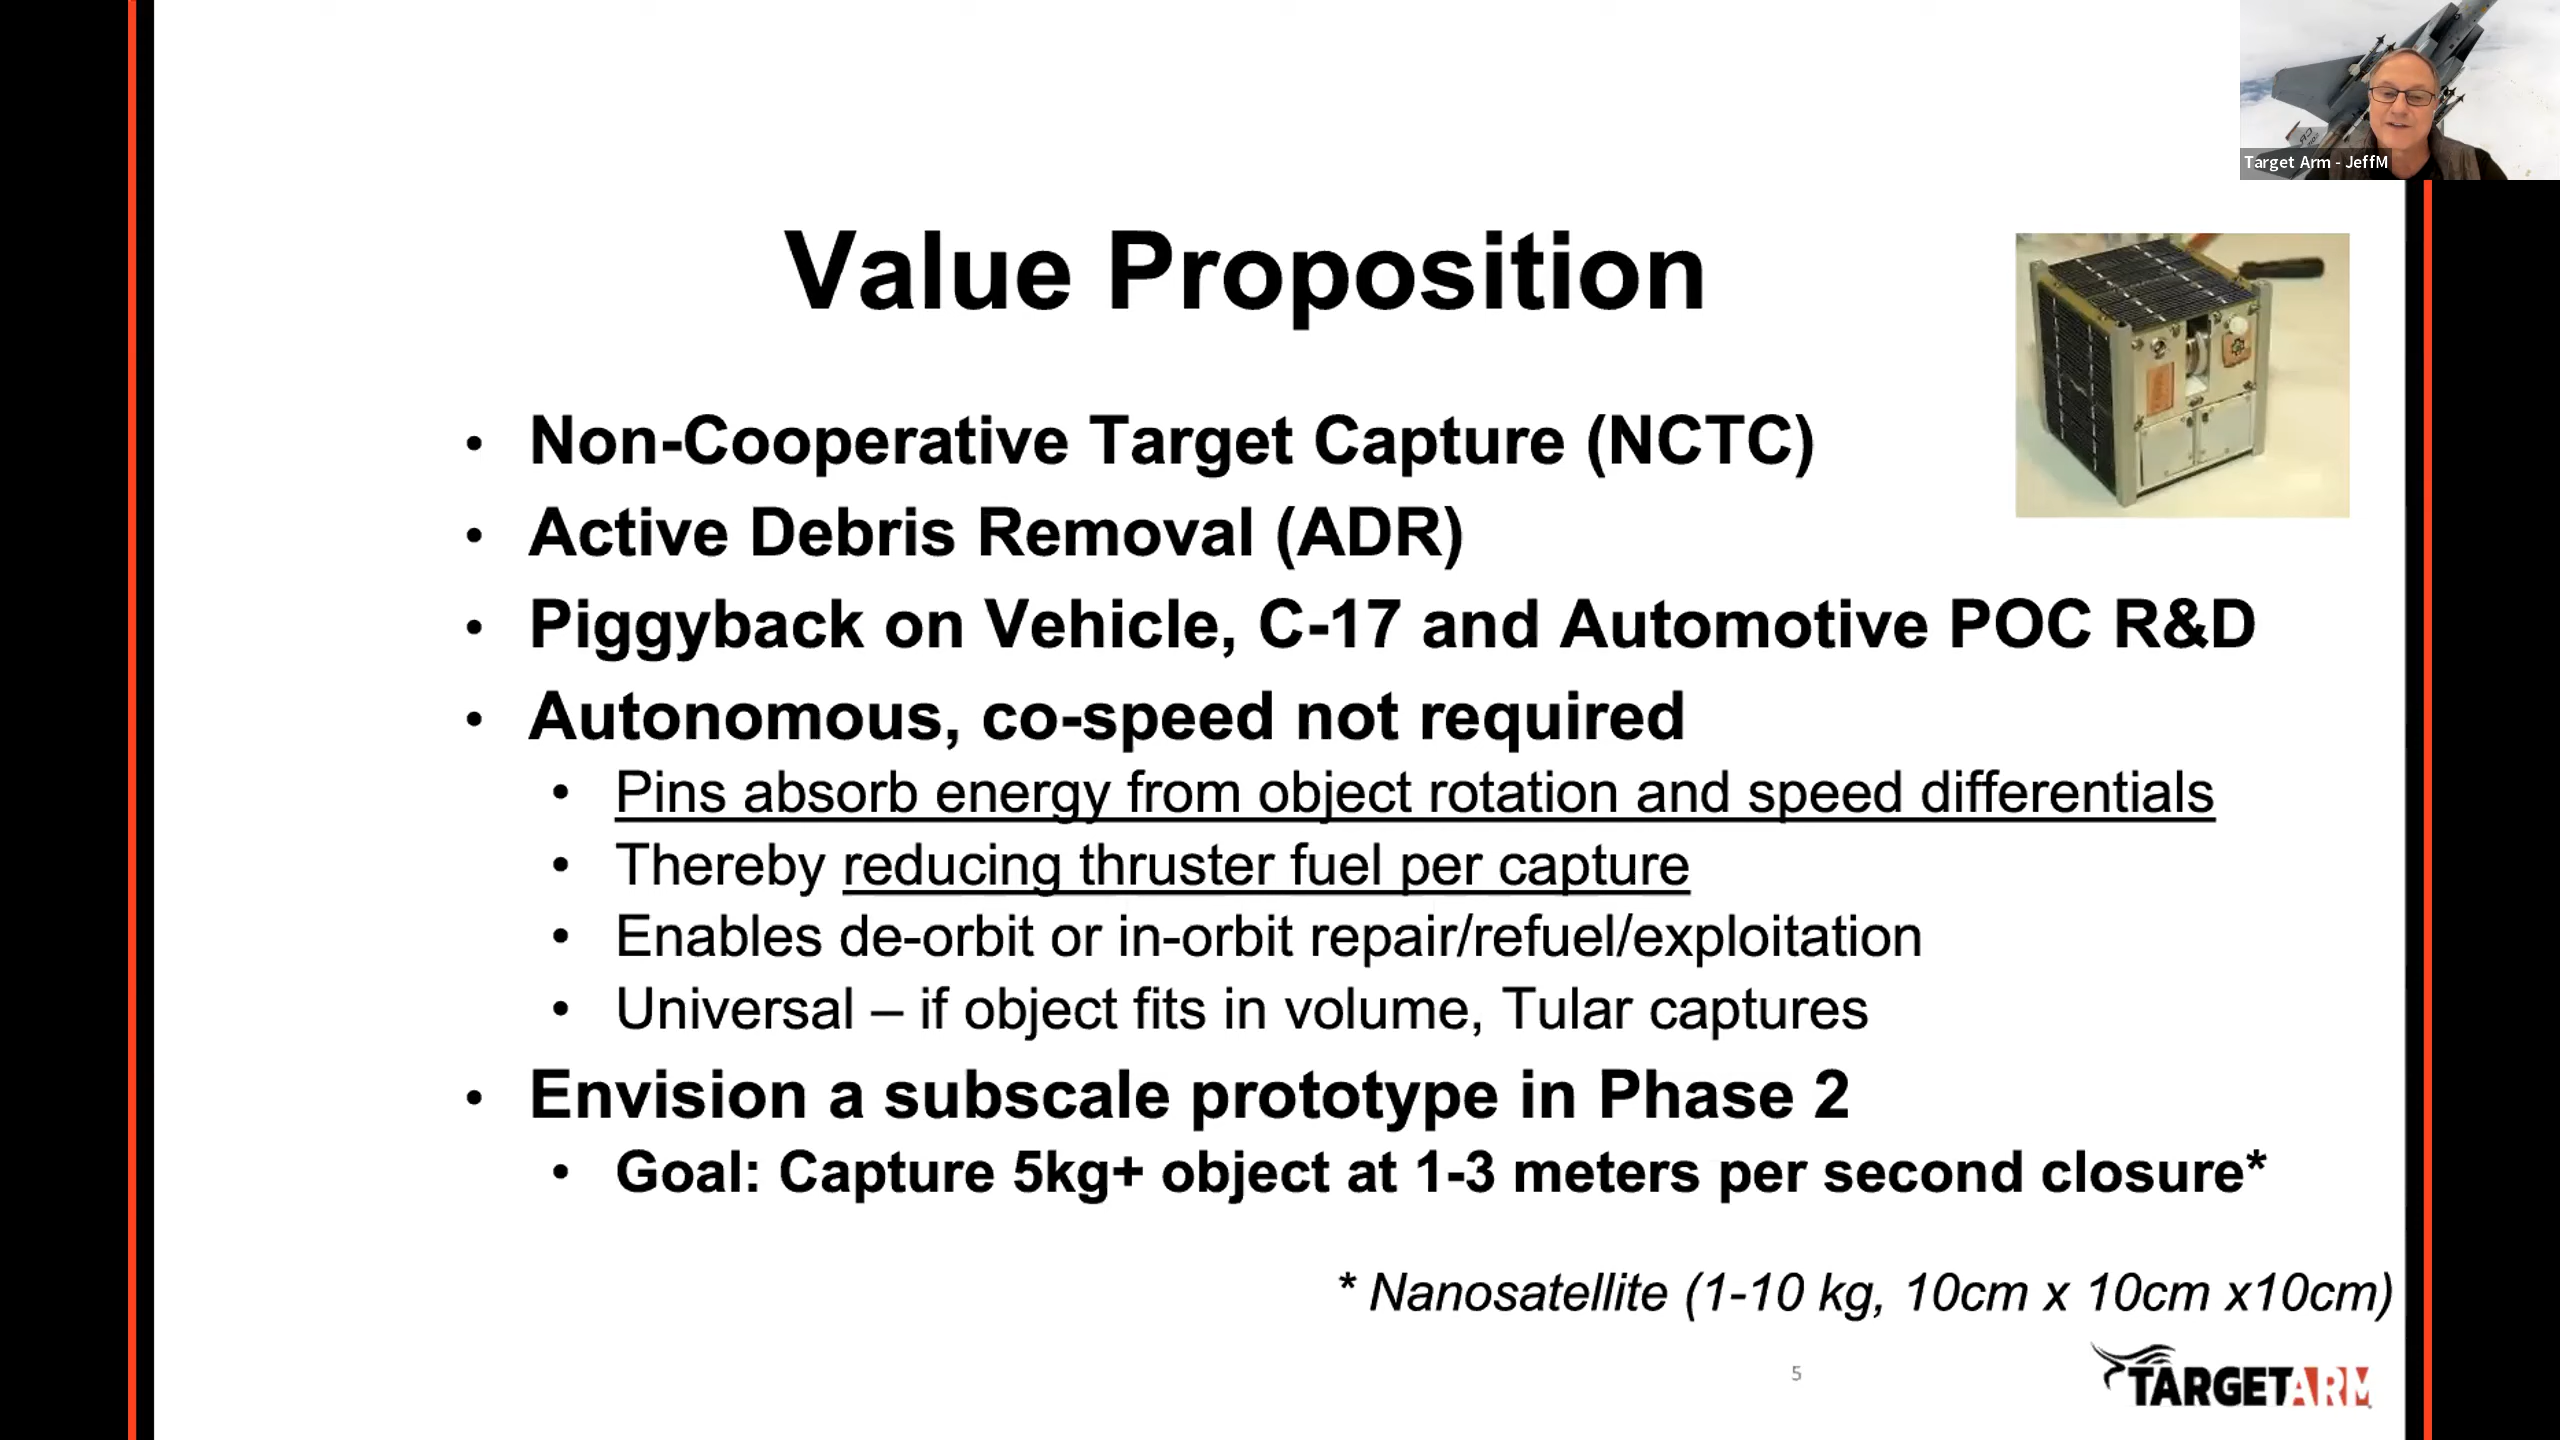 Target Arm - JeffM
Value Proposition
• Non-Cooperative Target Capture (NCTC)
• Active Debris Removal (ADR)
• Piggyback on Vehicle, C-17 and Automotive POC R&D
• Autonomous, co-speed not required
• Pins absorb energy from object rotation and speed differentials
• Thereby reducing thruster fuel per capture
• Enables de-orbit or in-orbit repair/refuel/exploitation
• Universal – if object fits in volume, Tular captures
• Envision a subscale prototype in Phase 2
• Goal: Capture 5kg+ object at 1-3 meters per second closure*
* Nanosatellite (1-10 kg, 10cm x 10cm x10cm)
5
TARGETARM